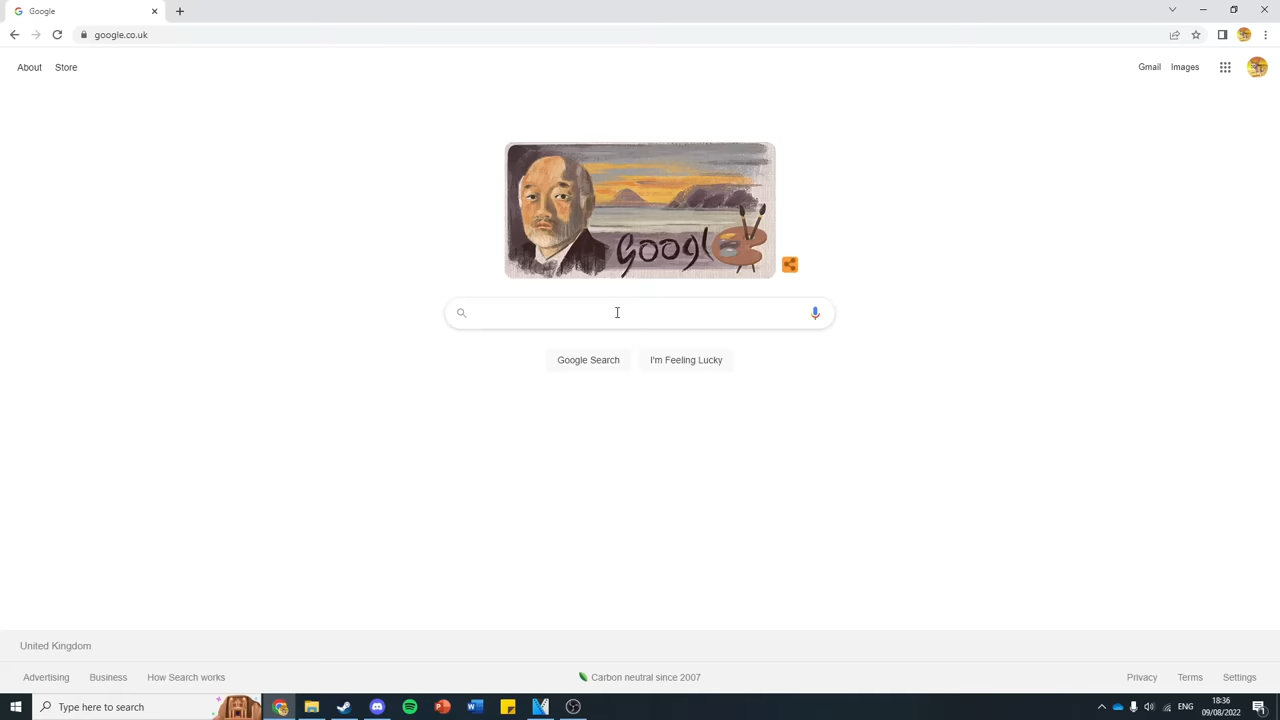 Google
google.co.uk
About
Store
Gmail
Images
Googl
Google Search
I'm Feeling Lucky
United Kingdom
Advertising
Business
How Search works
Carbon neutral since 2007
Privacy
Terms
Settings
Type here to search
ENG
18:36
09/08/2022